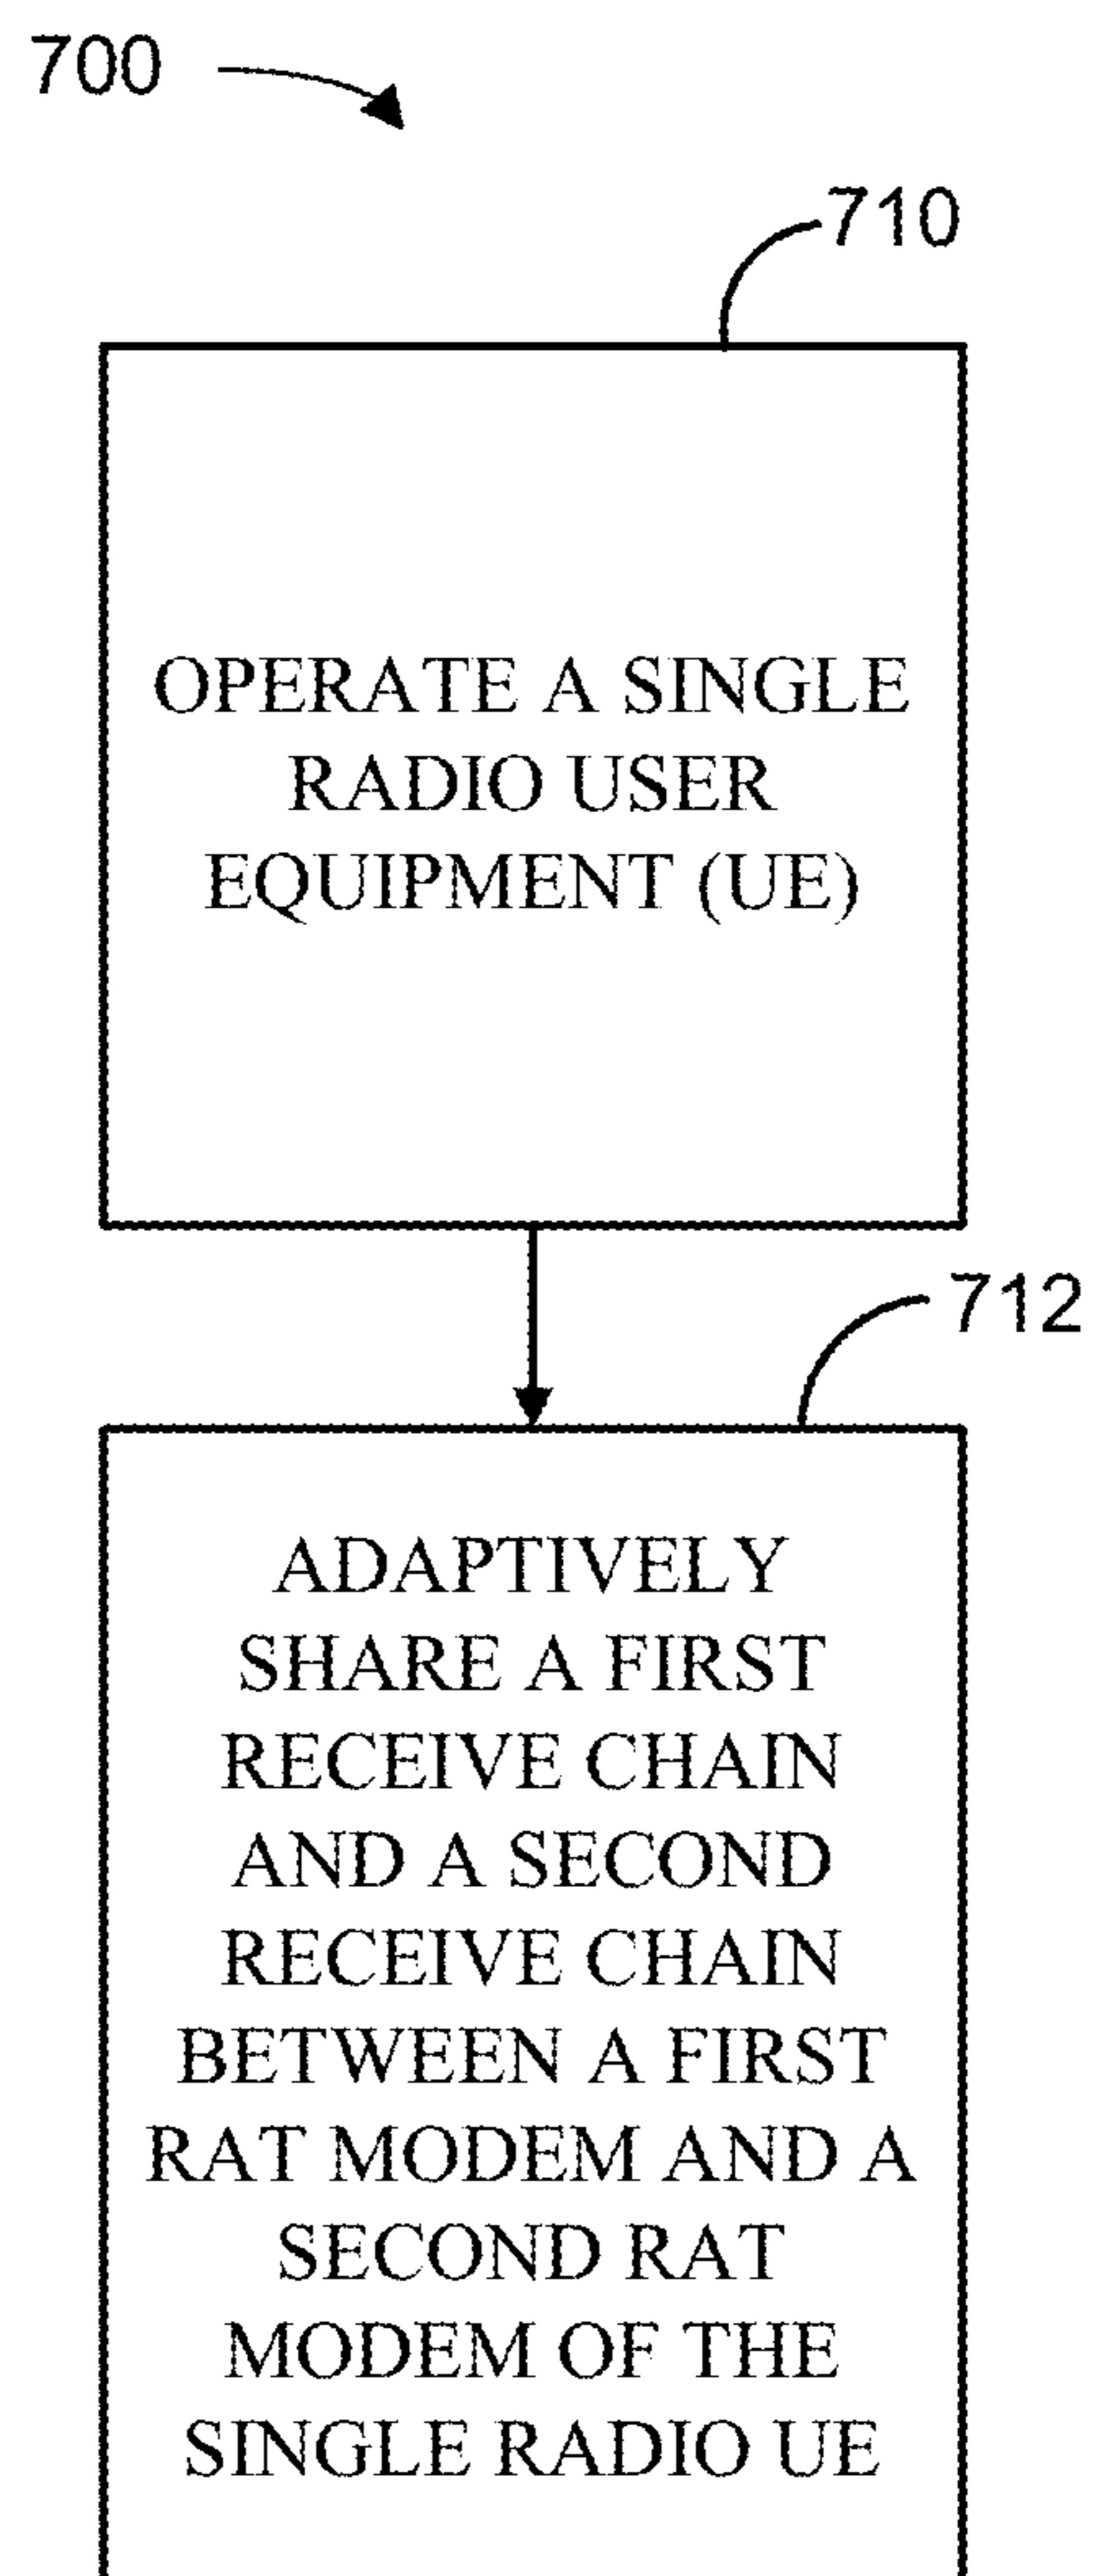 700
710
OPERATE A SINGLE
RADIO USER
EQUIPMENT (UE)
712
ADAPTIVELY
SHARE A FIRST
RECEIVE CHAIN
AND A SECOND
RECEIVE CHAIN
BETWEEN A FIRST
RAT MODEM AND A
SECOND RAT
MODEM OF THE
SINGLE RADIO UE